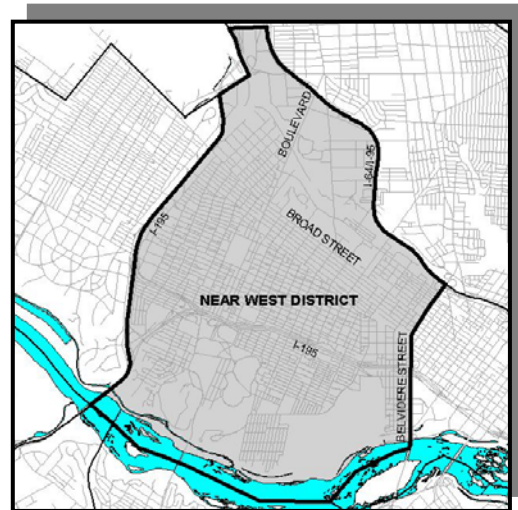 BOULEVARD
I-64/I-95
BROAD STREET
I-195
NEAR WEST DISTRICT
I-195
BELVIDERE STREET